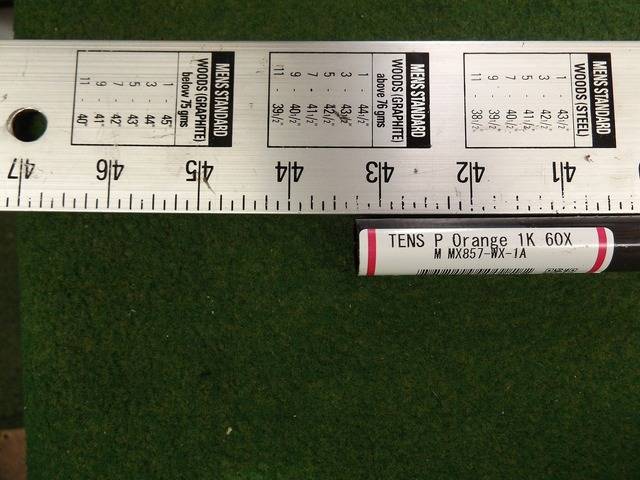 MEN'S STANDARD
WOODS (GRAPHITE)
below 75 gms
1 - 45"
3 - 44"
5 - 43"
7 - 42"
9 - 41"
11 - 40"
MEN'S STANDARD
WOODS (GRAPHITE)
above 76 gms
1 - 44½"
3 - 43½"
5 - 42½"
7 - 41½"
9 - 40½"
11 - 39½"
MEN'S STANDARD
WOODS (STEEL)
1 - 43½"
3 - 42½"
5 - 41½"
7 - 40½"
9 - 39½"
11 - 38½"
47 46 45 44 43 42 41
TENS P Orange 1K 60X
M MX857-WX-1A